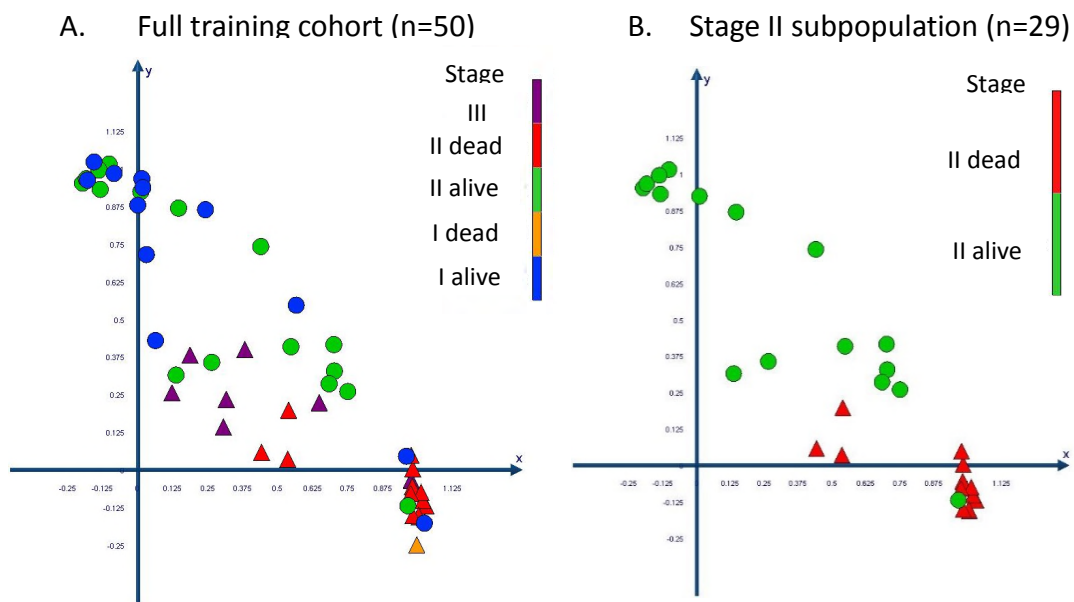 A. Full training cohort (n=50)
Stage
III
II dead
II alive
I dead
I alive
y
1.125
1
0.875
0.75
0.625
0.5
0.375
0.25
0.125
0
x
-0.25 -0.125 0.125 0.25 0.375 0.5 0.625 0.75 0.875 1.125
-0.125
-0.25
B. Stage II subpopulation (n=29)
Stage
II dead
II alive
y
1.125
1
0.875
0.75
0.625
0.5
0.375
0.25
0.125
x
-0.25 -0.125 0.125 0.25 0.375 0.5 0.625 0.75 0.875 1.125
-0.125
-0.25